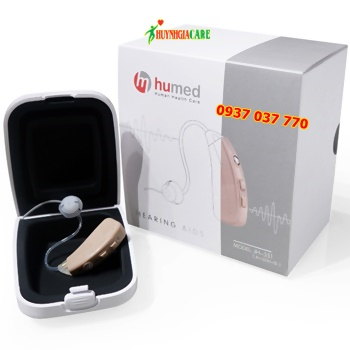 HUYNHGIACARE
humed
Human Health Care
0937 037 770
HEARING AIDS